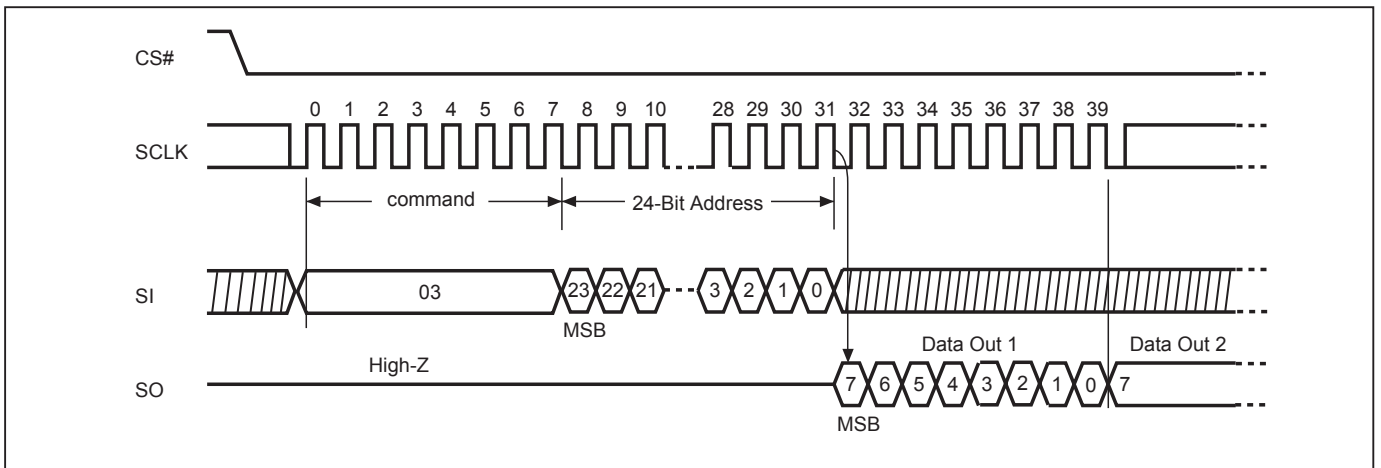 CS#
0 1 2 3 4 5 6 7 8 9 10 28 29 30 31 32 33 34 35 36 37 38 39
SCLK
command 24-Bit Address
SI 03 23 22 21 3 2 1 0
MSB
Data Out 1 Data Out 2
High-Z
SO 7 6 5 4 3 2 1 0 7
MSB